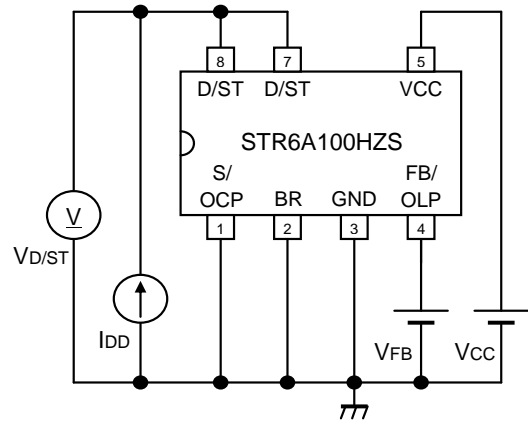 8 7 5
D/ST D/ST VCC
STR6A100HZS
S/ FB/
OCP BR GND OLP
V
1 2 3 4
VD/ST
IDD
VFB VCC